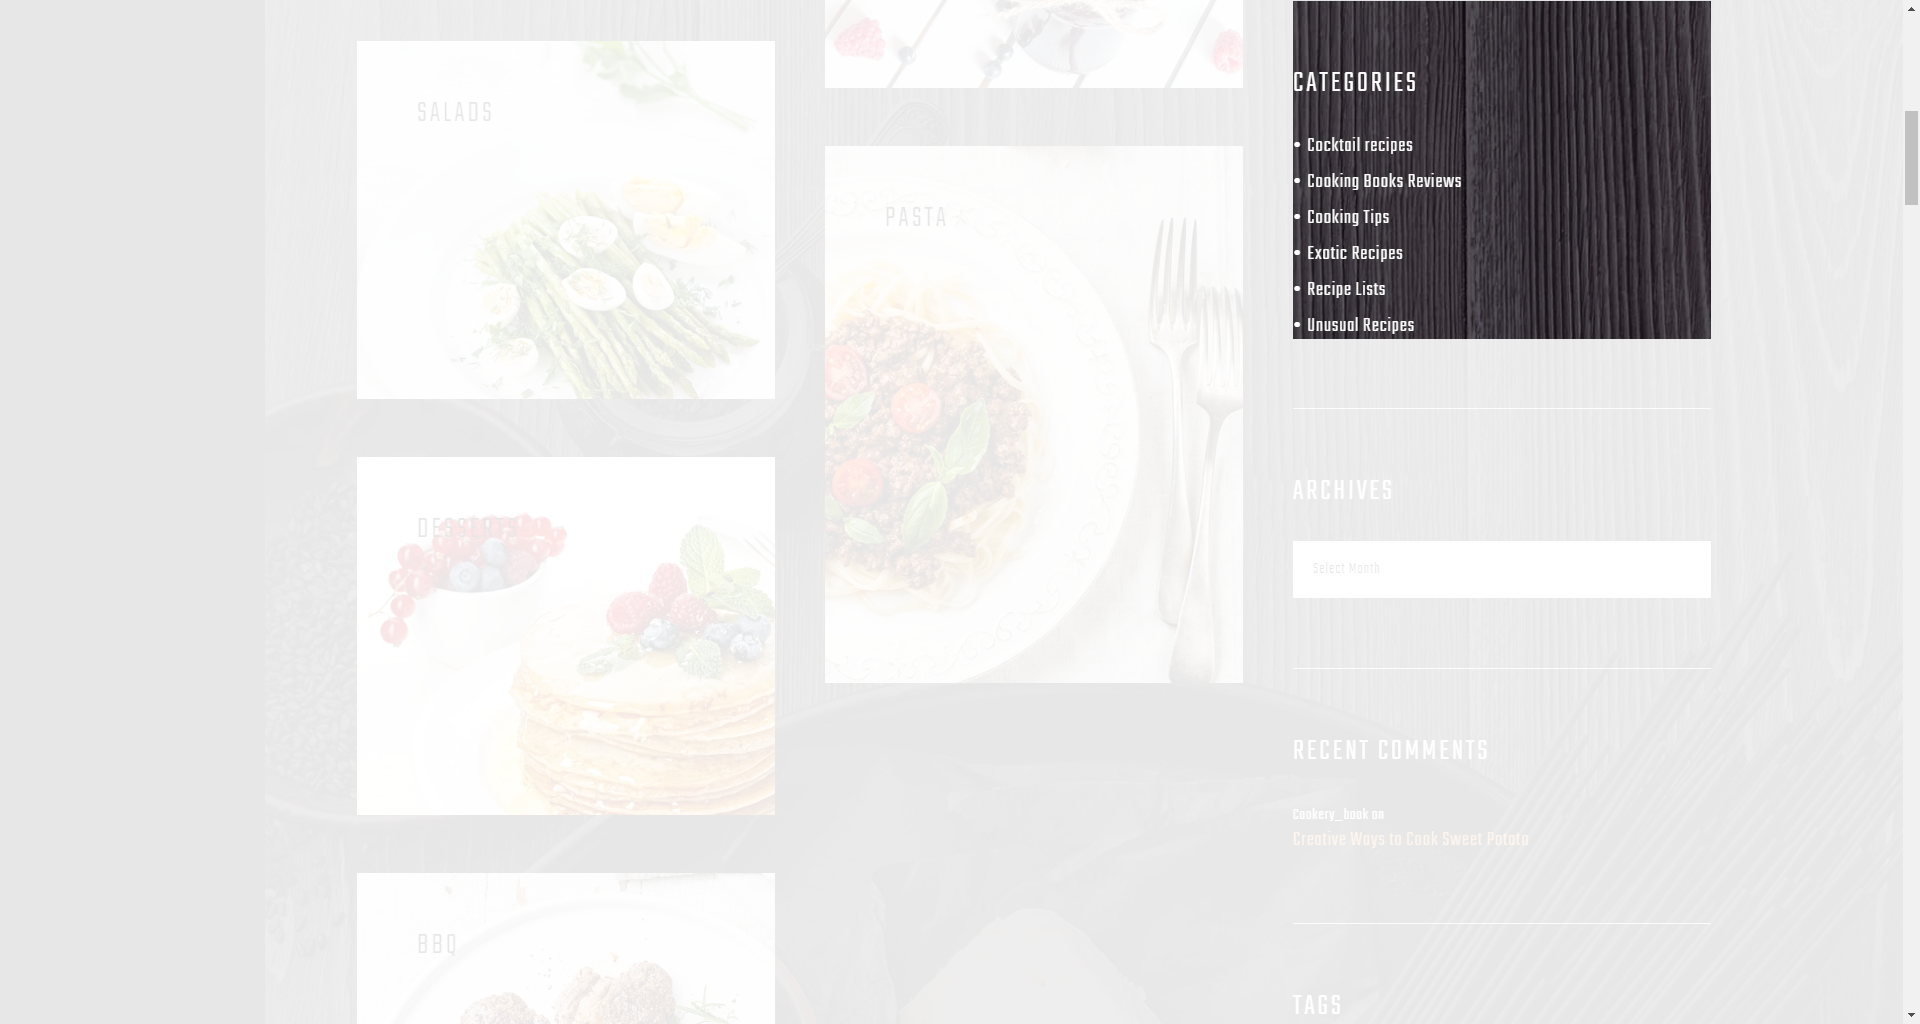 SALADS
DESSERTS
BBQ
PASTA
CATEGORIES
• Cocktail recipes
• Cooking Books Reviews
• Cooking Tips
• Exotic Recipes
• Recipe Lists
• Unusual Recipes
ARCHIVES
Select Month
RECENT COMMENTS
Cookery_book on
Creative Ways to Cook Sweet Potato
TAGS